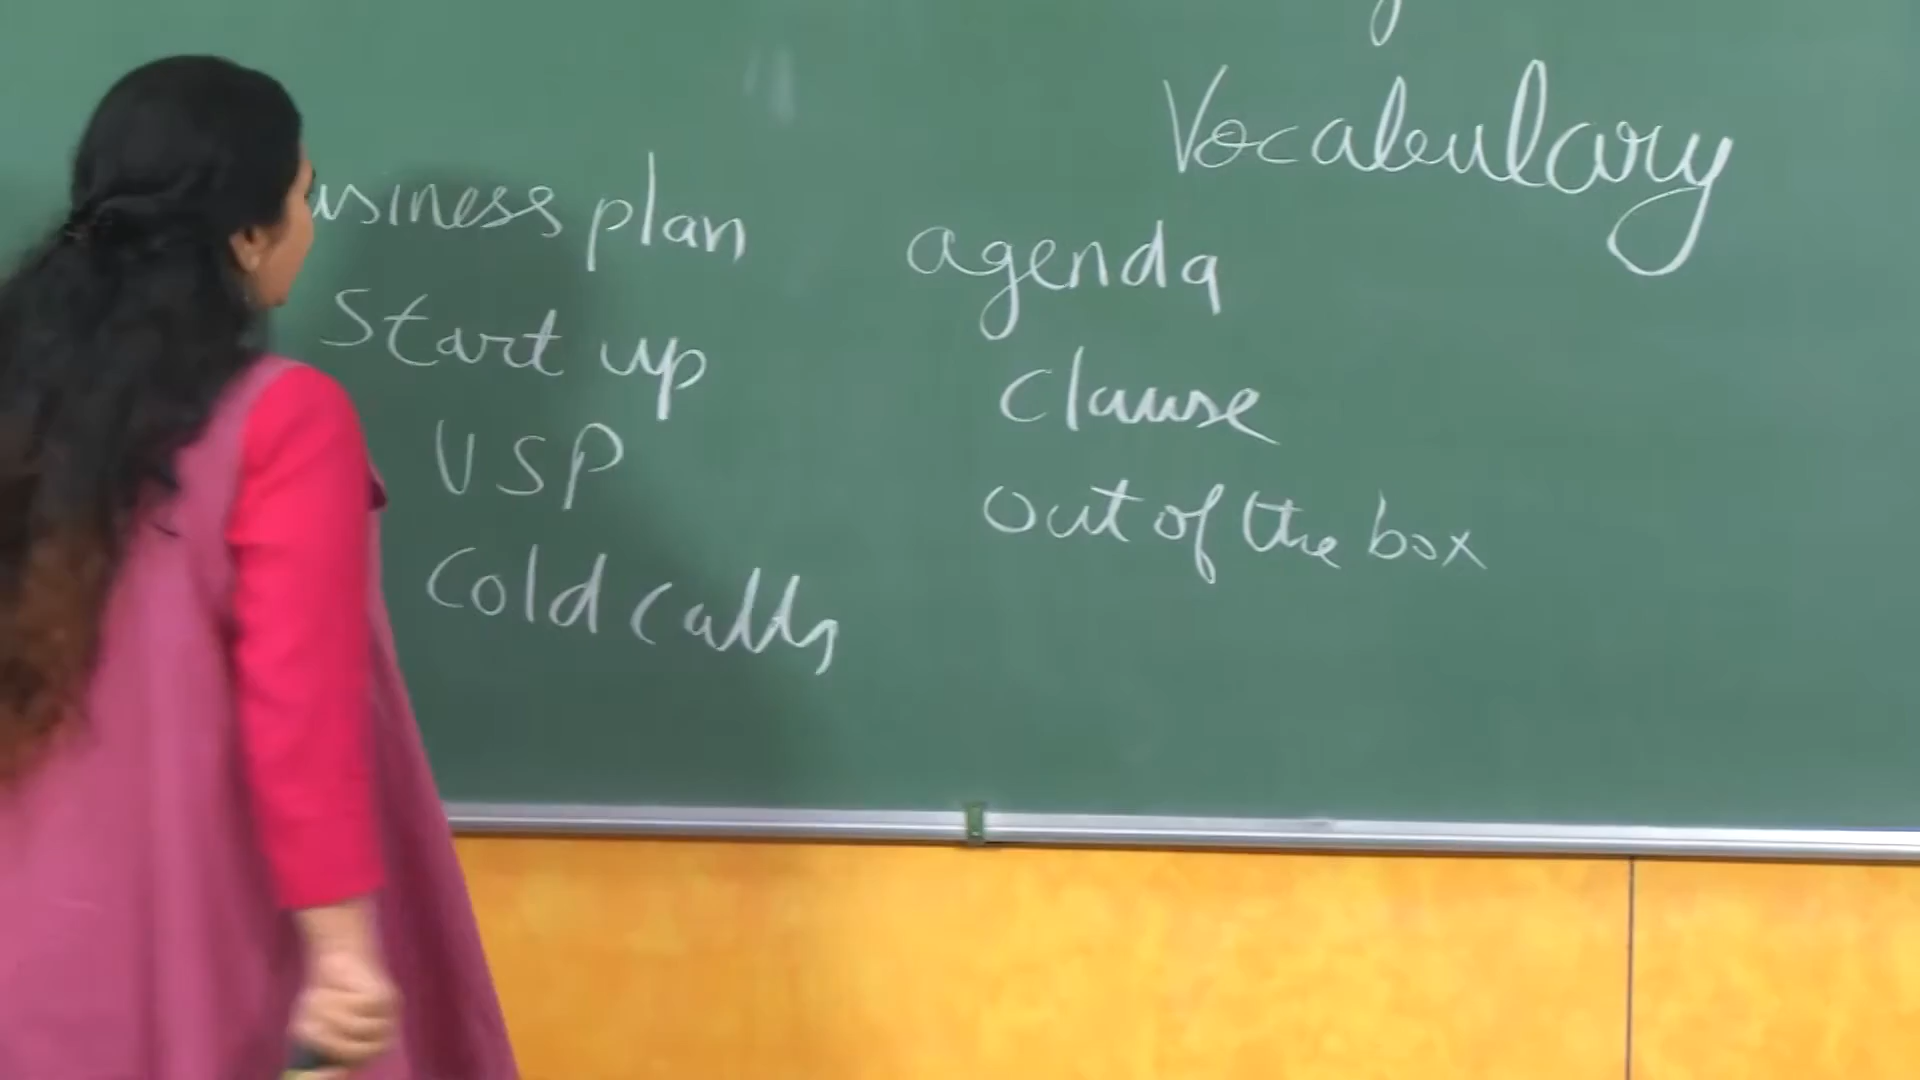 Vocabulary
usiness plan
Start up
USP
Cold calls
agenda
clause
out of the box